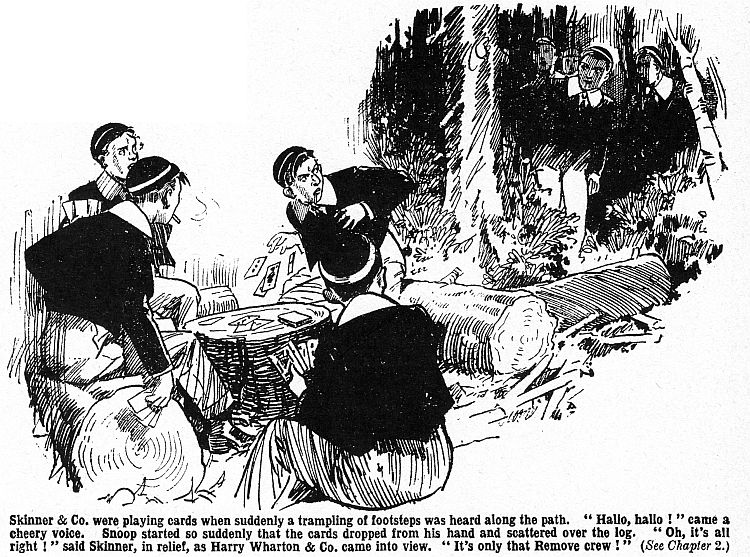 Skinner & Co. were playing cards when suddenly a trampling of footsteps was heard along the path. "Hallo, hallo!" came a
cheery voice. Snoop started so suddenly that the cards dropped from his hand and scattered over the log. "Oh, it's all
right!" said Skinner, in relief, as Harry Wharton & Co. came into view. "It's only that Remove crew!" (See Chapter 2.)